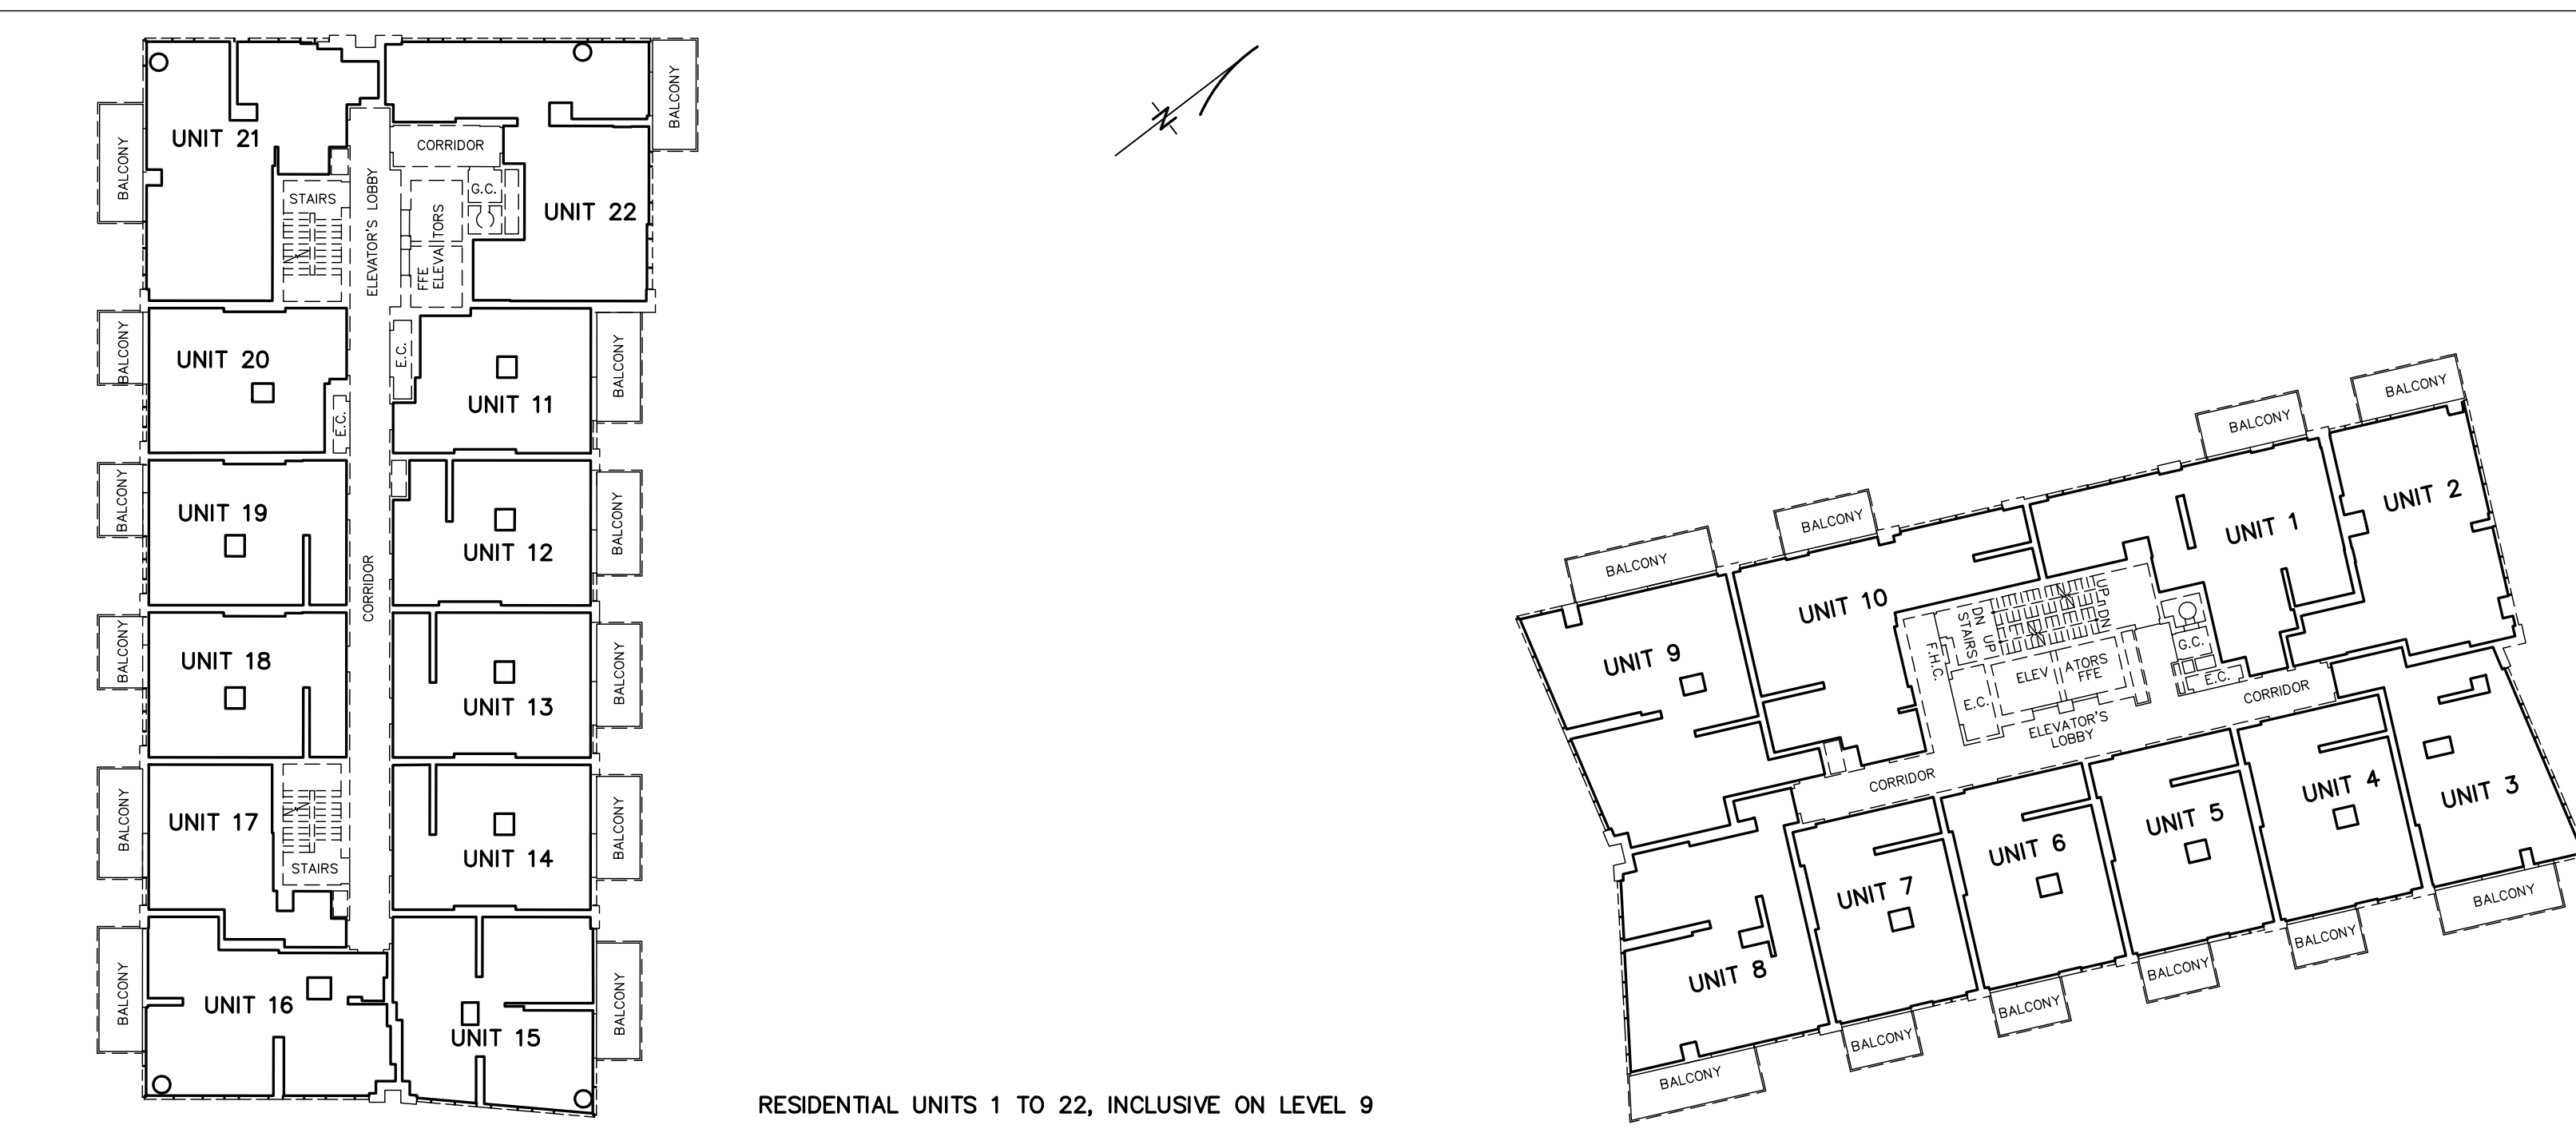 BALCONY
UNIT 21
BALCONY
CORRIDOR
STAIRS
ELEVATOR'S LOBBY
G.C.
UNIT 22
FFE
ELEVATORS
BALCONY
UNIT 20
E.C.
E.C.
UNIT 11
BALCONY
BALCONY
UNIT 19
UNIT 12
BALCONY
CORRIDOR
BALCONY
UNIT 18
UNIT 13
BALCONY
BALCONY
UNIT 17
STAIRS
UNIT 14
BALCONY
BALCONY
UNIT 16
UNIT 15
BALCONY
N
RESIDENTIAL UNITS 1 TO 22, INCLUSIVE ON LEVEL 9
BALCONY
BALCONY
BALCONY
BALCONY
UNIT 9
UNIT 10
UNIT 1
UNIT 2
F.H.C.
STAIRS
DN UP
UP DN
ELEV
ATORS
FFE
E.C.
G.C.
E.C.
ELEVATOR'S
LOBBY
CORRIDOR
CORRIDOR
UNIT 8
UNIT 7
UNIT 6
UNIT 5
UNIT 4
UNIT 3
BALCONY
BALCONY
BALCONY
BALCONY
BALCONY
BALCONY